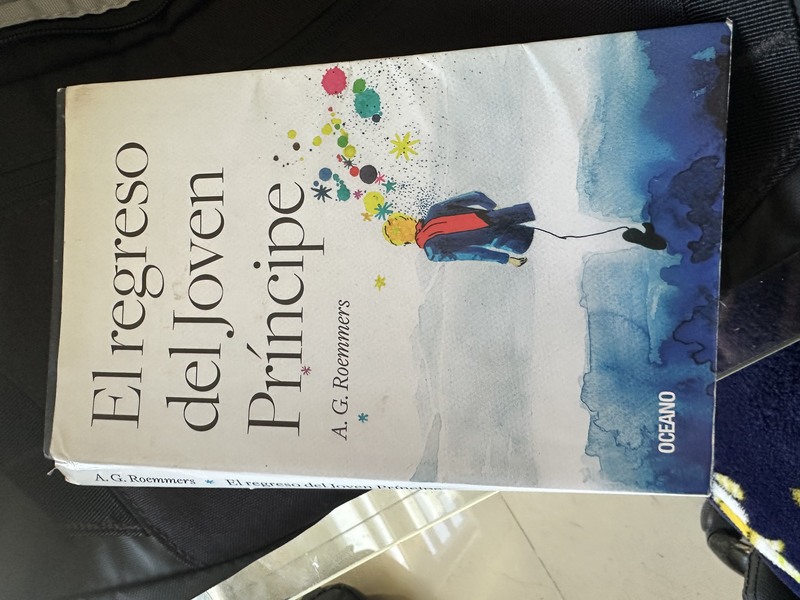 El regreso
del Joven
Príncipe
A. G. Roemmers
OCEANO
A. G. Roemmers * El regreso del Joven Príncipe